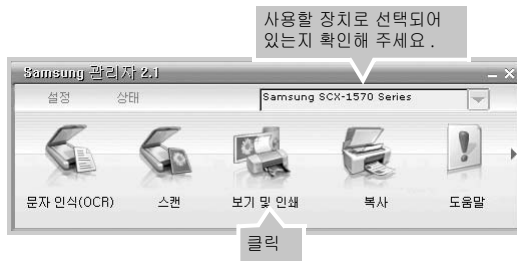 사용할 장치로 선택되어
있는지 확인해 주세요 .
Samsung 관리자 2.1
설정 상태 Samsung SCX-1570 Series
문자 인식(OCR) 스캔 보기 및 인쇄 복사 도움말
클릭